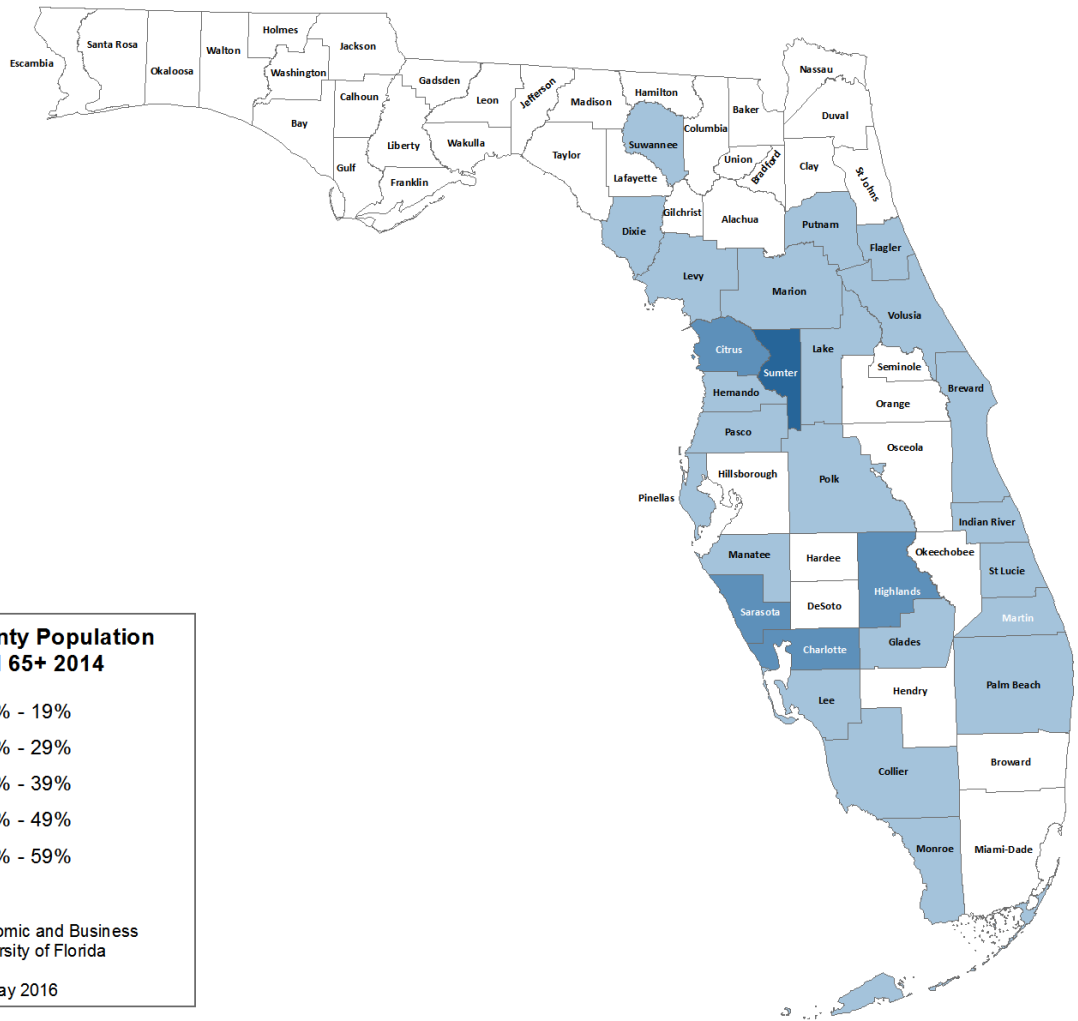 Holmes
Santa Rosa
Jackson
Walton
Escambia
Okaloosa
Washington
Nassau
Gadsden
Jefferson
Hamilton
Calhoun
Leon
Madison
Baker
Duval
Bay
Columbia
Liberty
Wakulla
Suwannee
Taylor
Union
Bradford
Clay
Gulf
Franklin
Lafayette
St Johns
Gilchrist
Alachua
Putnam
Dixie
Flagler
Levy
Marion
Volusia
Citrus
Lake
Sumter
Seminole
Hernando
Brevard
Orange
Pasco
Osceola
Hillsborough
Polk
Pinellas
Indian River
Manatee
Hardee
Okeechobee
St Lucie
Highlands
Sarasota
DeSoto
Martin
Charlotte
Glades
Lee
Hendry
Palm Beach
Broward
Collier
Monroe
Miami-Dade
nty Population
65+ 2014
% - 19%
% - 29%
% - 39%
% - 49%
% - 59%
omic and Business
rsity of Florida
ay 2016